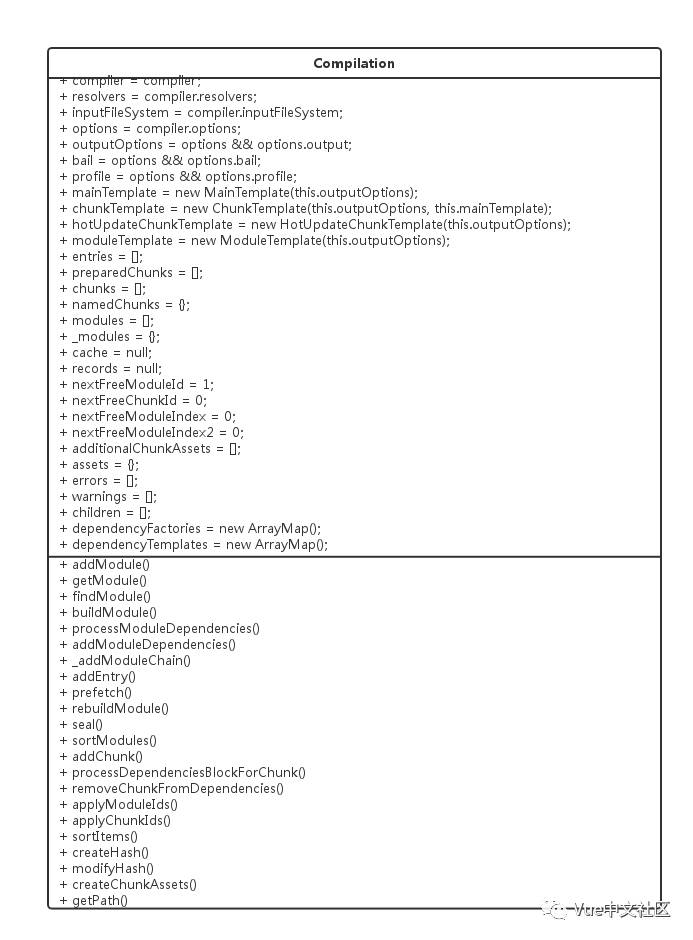 Compilation
+ compiler = compiler;
+ resolvers = compiler.resolvers;
+ inputFileSystem = compiler.inputFileSystem;
+ options = compiler.options;
+ outputOptions = options && options.output;
+ bail = options && options.bail;
+ profile = options && options.profile;
+ mainTemplate = new MainTemplate(this.outputOptions);
+ chunkTemplate = new ChunkTemplate(this.outputOptions, this.mainTemplate);
+ hotUpdateChunkTemplate = new HotUpdateChunkTemplate(this.outputOptions);
+ moduleTemplate = new ModuleTemplate(this.outputOptions);
+ entries = [];
+ preparedChunks = [];
+ chunks = [];
+ namedChunks = {};
+ modules = [];
+ _modules = {};
+ cache = null;
+ records = null;
+ nextFreeModuleId = 1;
+ nextFreeChunkId = 0;
+ nextFreeModuleIndex = 0;
+ nextFreeModuleIndex2 = 0;
+ additionalChunkAssets = [];
+ assets = {};
+ errors = [];
+ warnings = [];
+ children = [];
+ dependencyFactories = new ArrayMap();
+ dependencyTemplates = new ArrayMap();
+ addModule()
+ getModule()
+ findModule()
+ buildModule()
+ processModuleDependencies()
+ addModuleDependencies()
+ _addModuleChain()
+ addEntry()
+ prefetch()
+ rebuildModule()
+ seal()
+ sortModules()
+ addChunk()
+ processDependenciesBlockForChunk()
+ removeChunkFromDependencies()
+ applyModuleIds()
+ applyChunkIds()
+ sortItems()
+ createHash()
+ modifyHash()
+ createChunkAssets()
+ getPath()
Vue中文社区